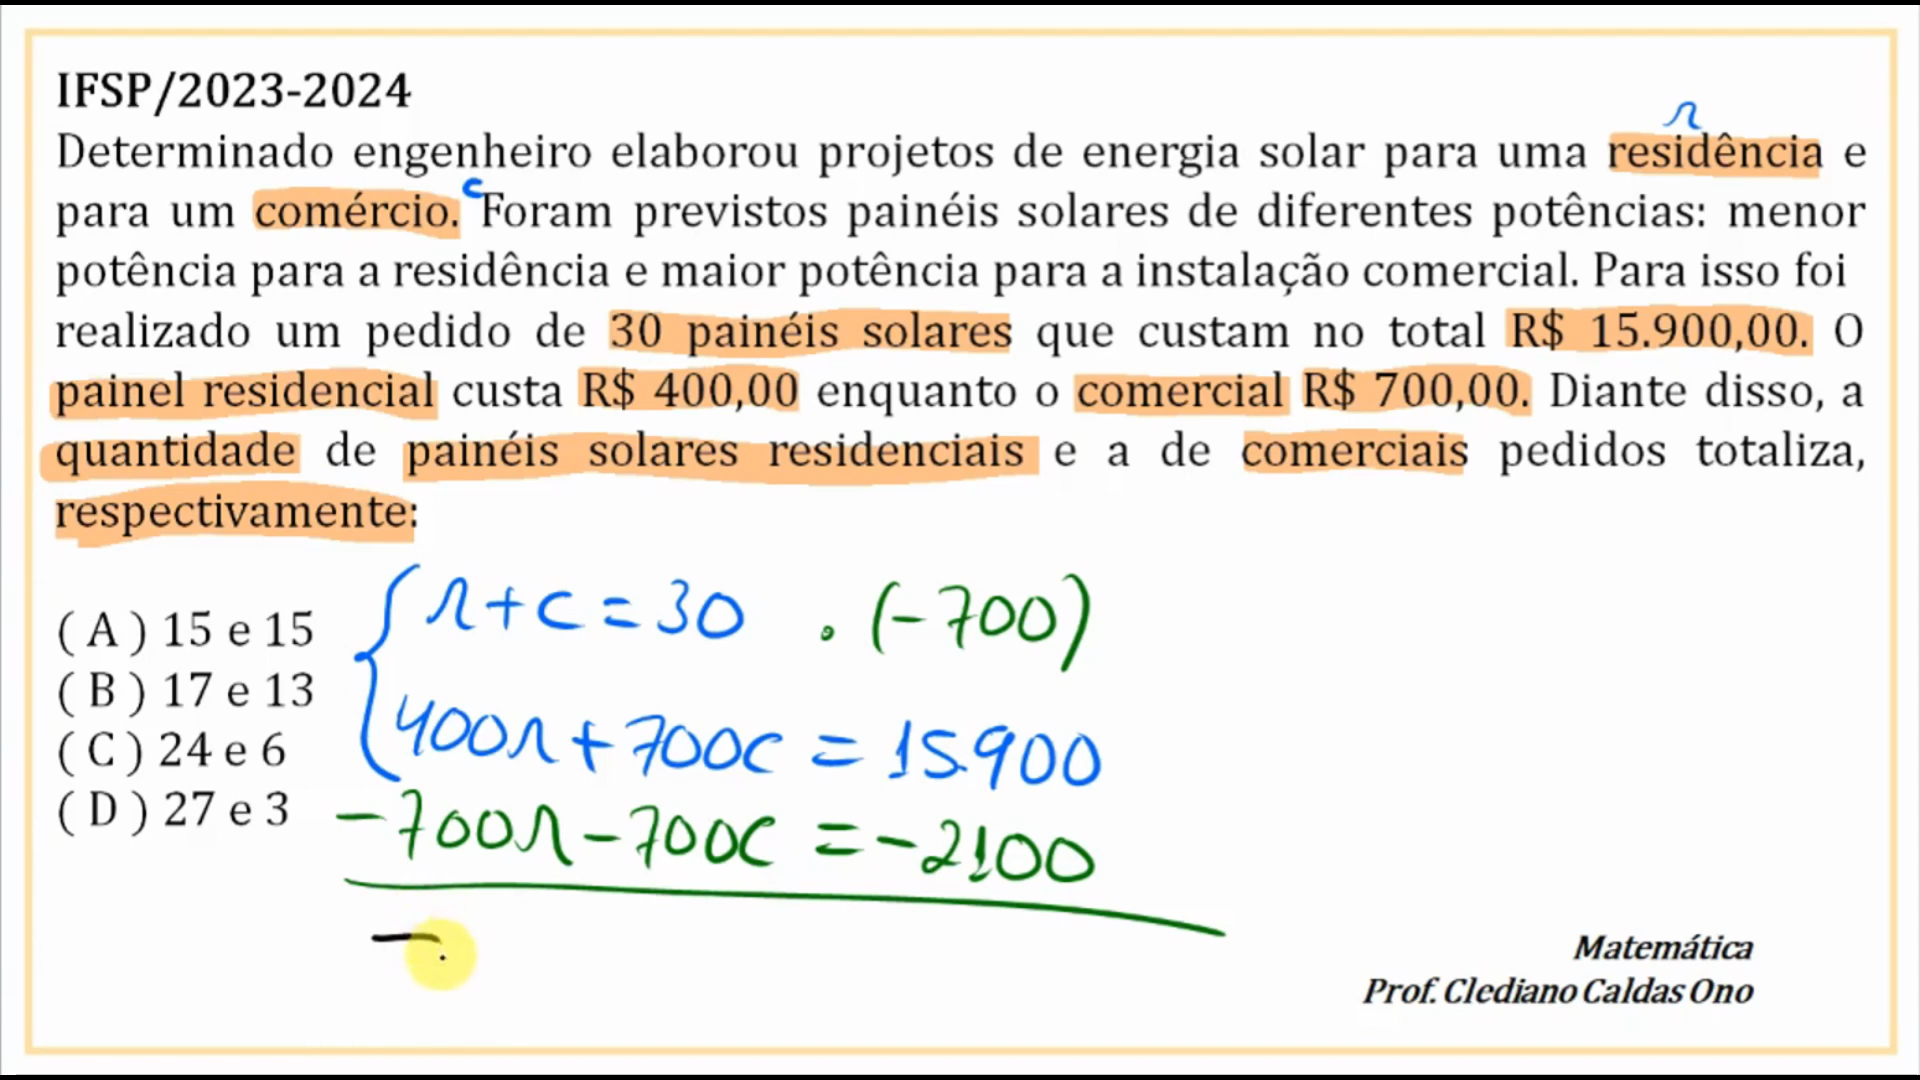 IFSP/2023-2024
r
Determinado engenheiro elaborou projetos de energia solar para uma residência e
c
para um comércio. Foram previstos painéis solares de diferentes potências: menor
potência para a residência e maior potência para a instalação comercial. Para isso foi
realizado um pedido de 30 painéis solares que custam no total R$ 15.900,00. O
painel residencial custa R$ 400,00 enquanto o comercial R$ 700,00. Diante disso, a
quantidade de painéis solares residenciais e a de comerciais pedidos totaliza,
respectivamente:
( A ) 15 e 15
( B ) 17 e 13
( C ) 24 e 6
( D ) 27 e 3
r+c=30 . (-700)
400r+700c = 15.900
-700r-700c = -2100
-
Matemática
Prof. Clediano Caldas Ono